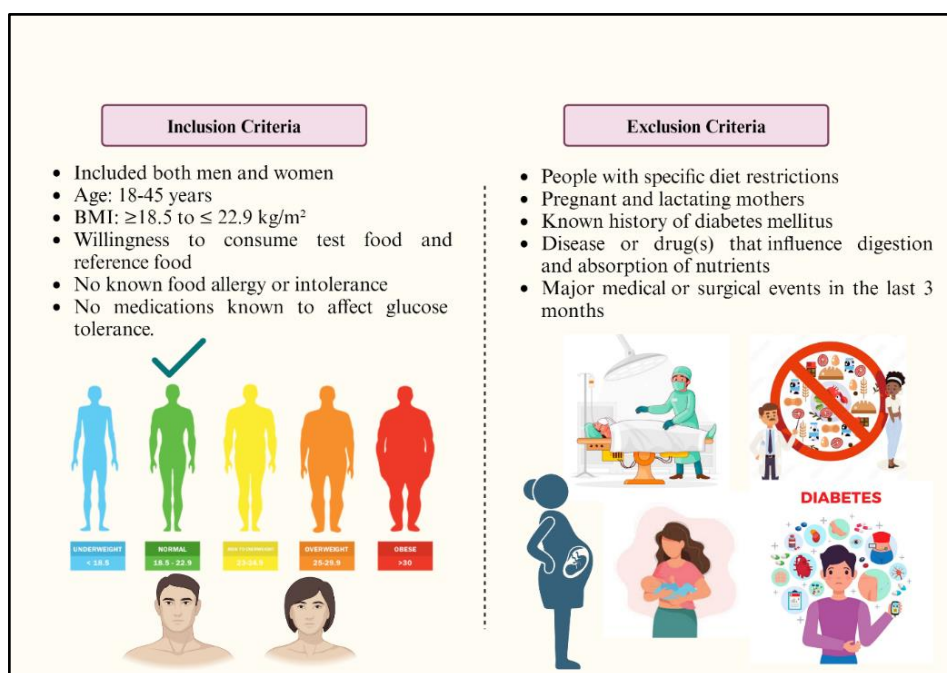 Inclusion Criteria
• Included both men and women
• Age: 18-45 years
• BMI: ≥18.5 to ≤ 22.9 kg/m²
• Willingness to consume test food and
reference food
• No known food allergy or intolerance
• No medications known to affect glucose
tolerance.
UNDERWEIGHT
< 18.5
NORMAL
18.5 - 22.9
OVERWEIGHT
25-29.9
OBESE
>30
Exclusion Criteria
• People with specific diet restrictions
• Pregnant and lactating mothers
• Known history of diabetes mellitus
• Disease or drug(s) that influence digestion
and absorption of nutrients
• Major medical or surgical events in the last 3
months
DIABETES